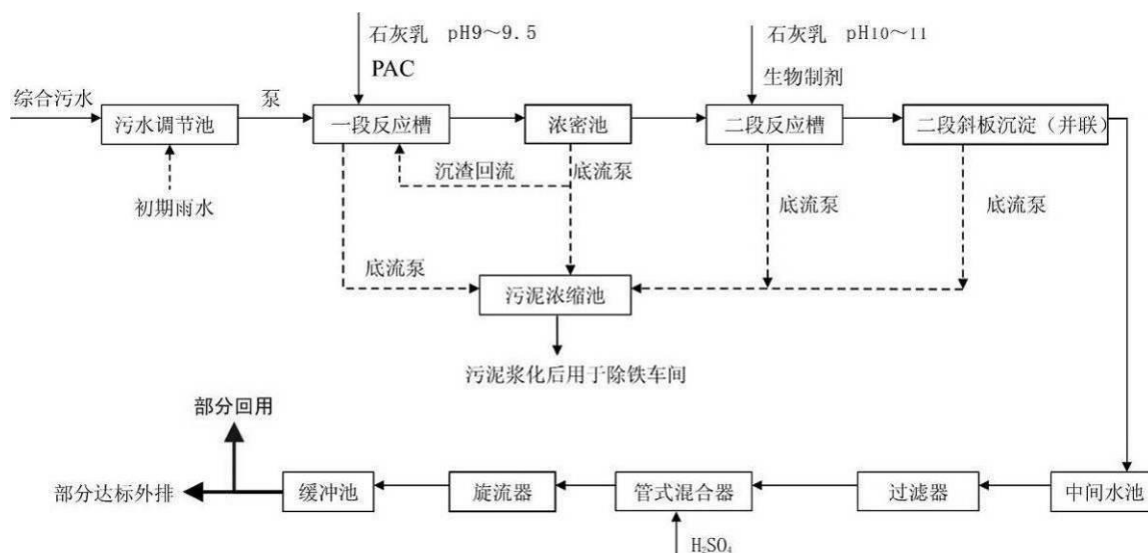 石灰乳 pH9～9.5
PAC
石灰乳 pH10～11
生物制剂
综合污水
污水调节池
泵
一段反应槽
浓密池
二段反应槽
二段斜板沉淀（并联）
沉渣回流
底流泵
初期雨水
底流泵
底流泵
底流泵
污泥浓缩池
污泥浆化后用于除铁车间
部分回用
部分达标外排
缓冲池
旋流器
管式混合器
过滤器
中间水池
H₂SO₄